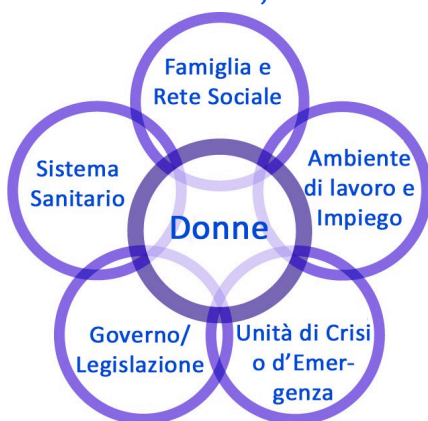 Famiglia e
Rete Sociale
Sistema
Sanitario
Ambiente
di lavoro e
Impiego
Donne
Governo/
Legislazione
Unità di Crisi
o d’Emer-
genza